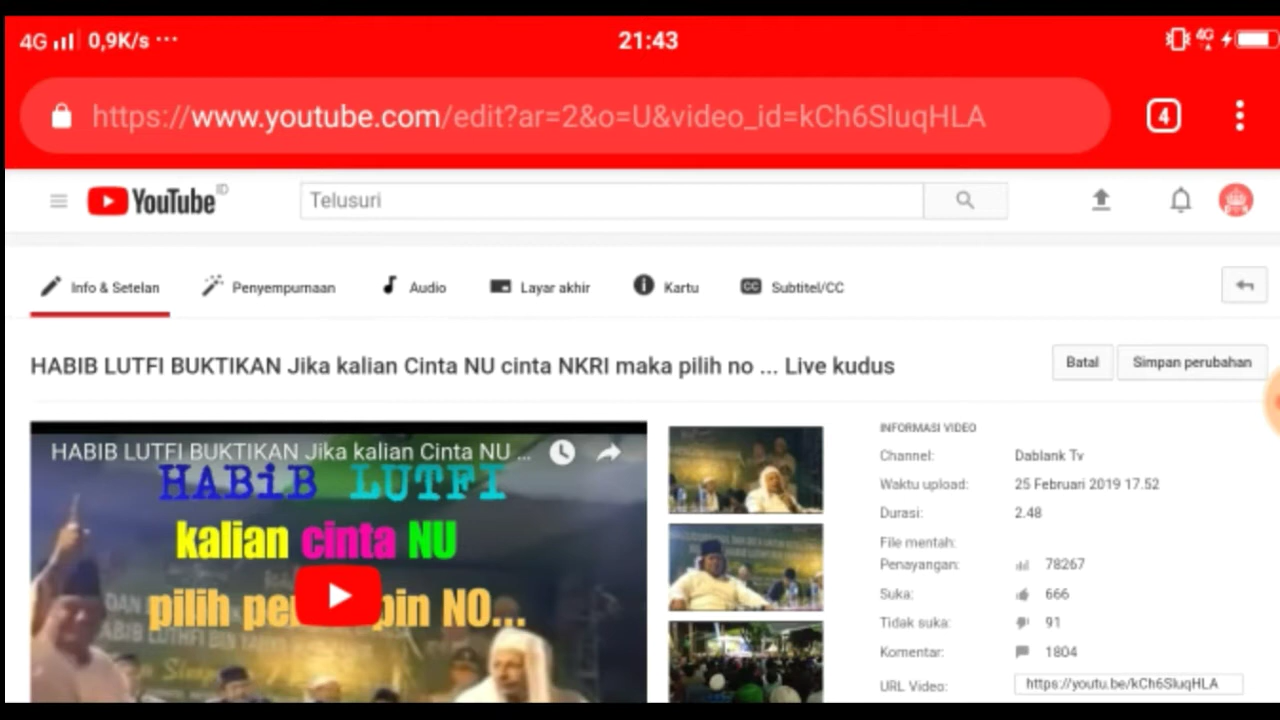 4G 0,9K/s ... 21:43 4G
https://www.youtube.com/edit?ar=2&o=U&video_id=kCh6SluqHLA 4
YouTube ID Telusuri
Info & Setelan Penyempurnaan Audio Layar akhir Kartu CC Subtitel/CC
HABIB LUTFI BUKTIKAN Jika kalian Cinta NU cinta NKRI maka pilih no ... Live kudus Batal Simpan perubahan
HABIB LUTFI BUKTIKAN Jika kalian Cinta NU ...
HABiB LUTFI
kalian cinta NU
pilih NO...
INFORMASI VIDEO
Channel: Dablank Tv
Waktu upload: 25 Februari 2019 17.52
Durasi: 2.48
File mentah:
Penayangan: 78267
Suka: 666
Tidak suka: 91
Komentar: 1804
URL Video: https://youtu.be/kCh6SluqHLA